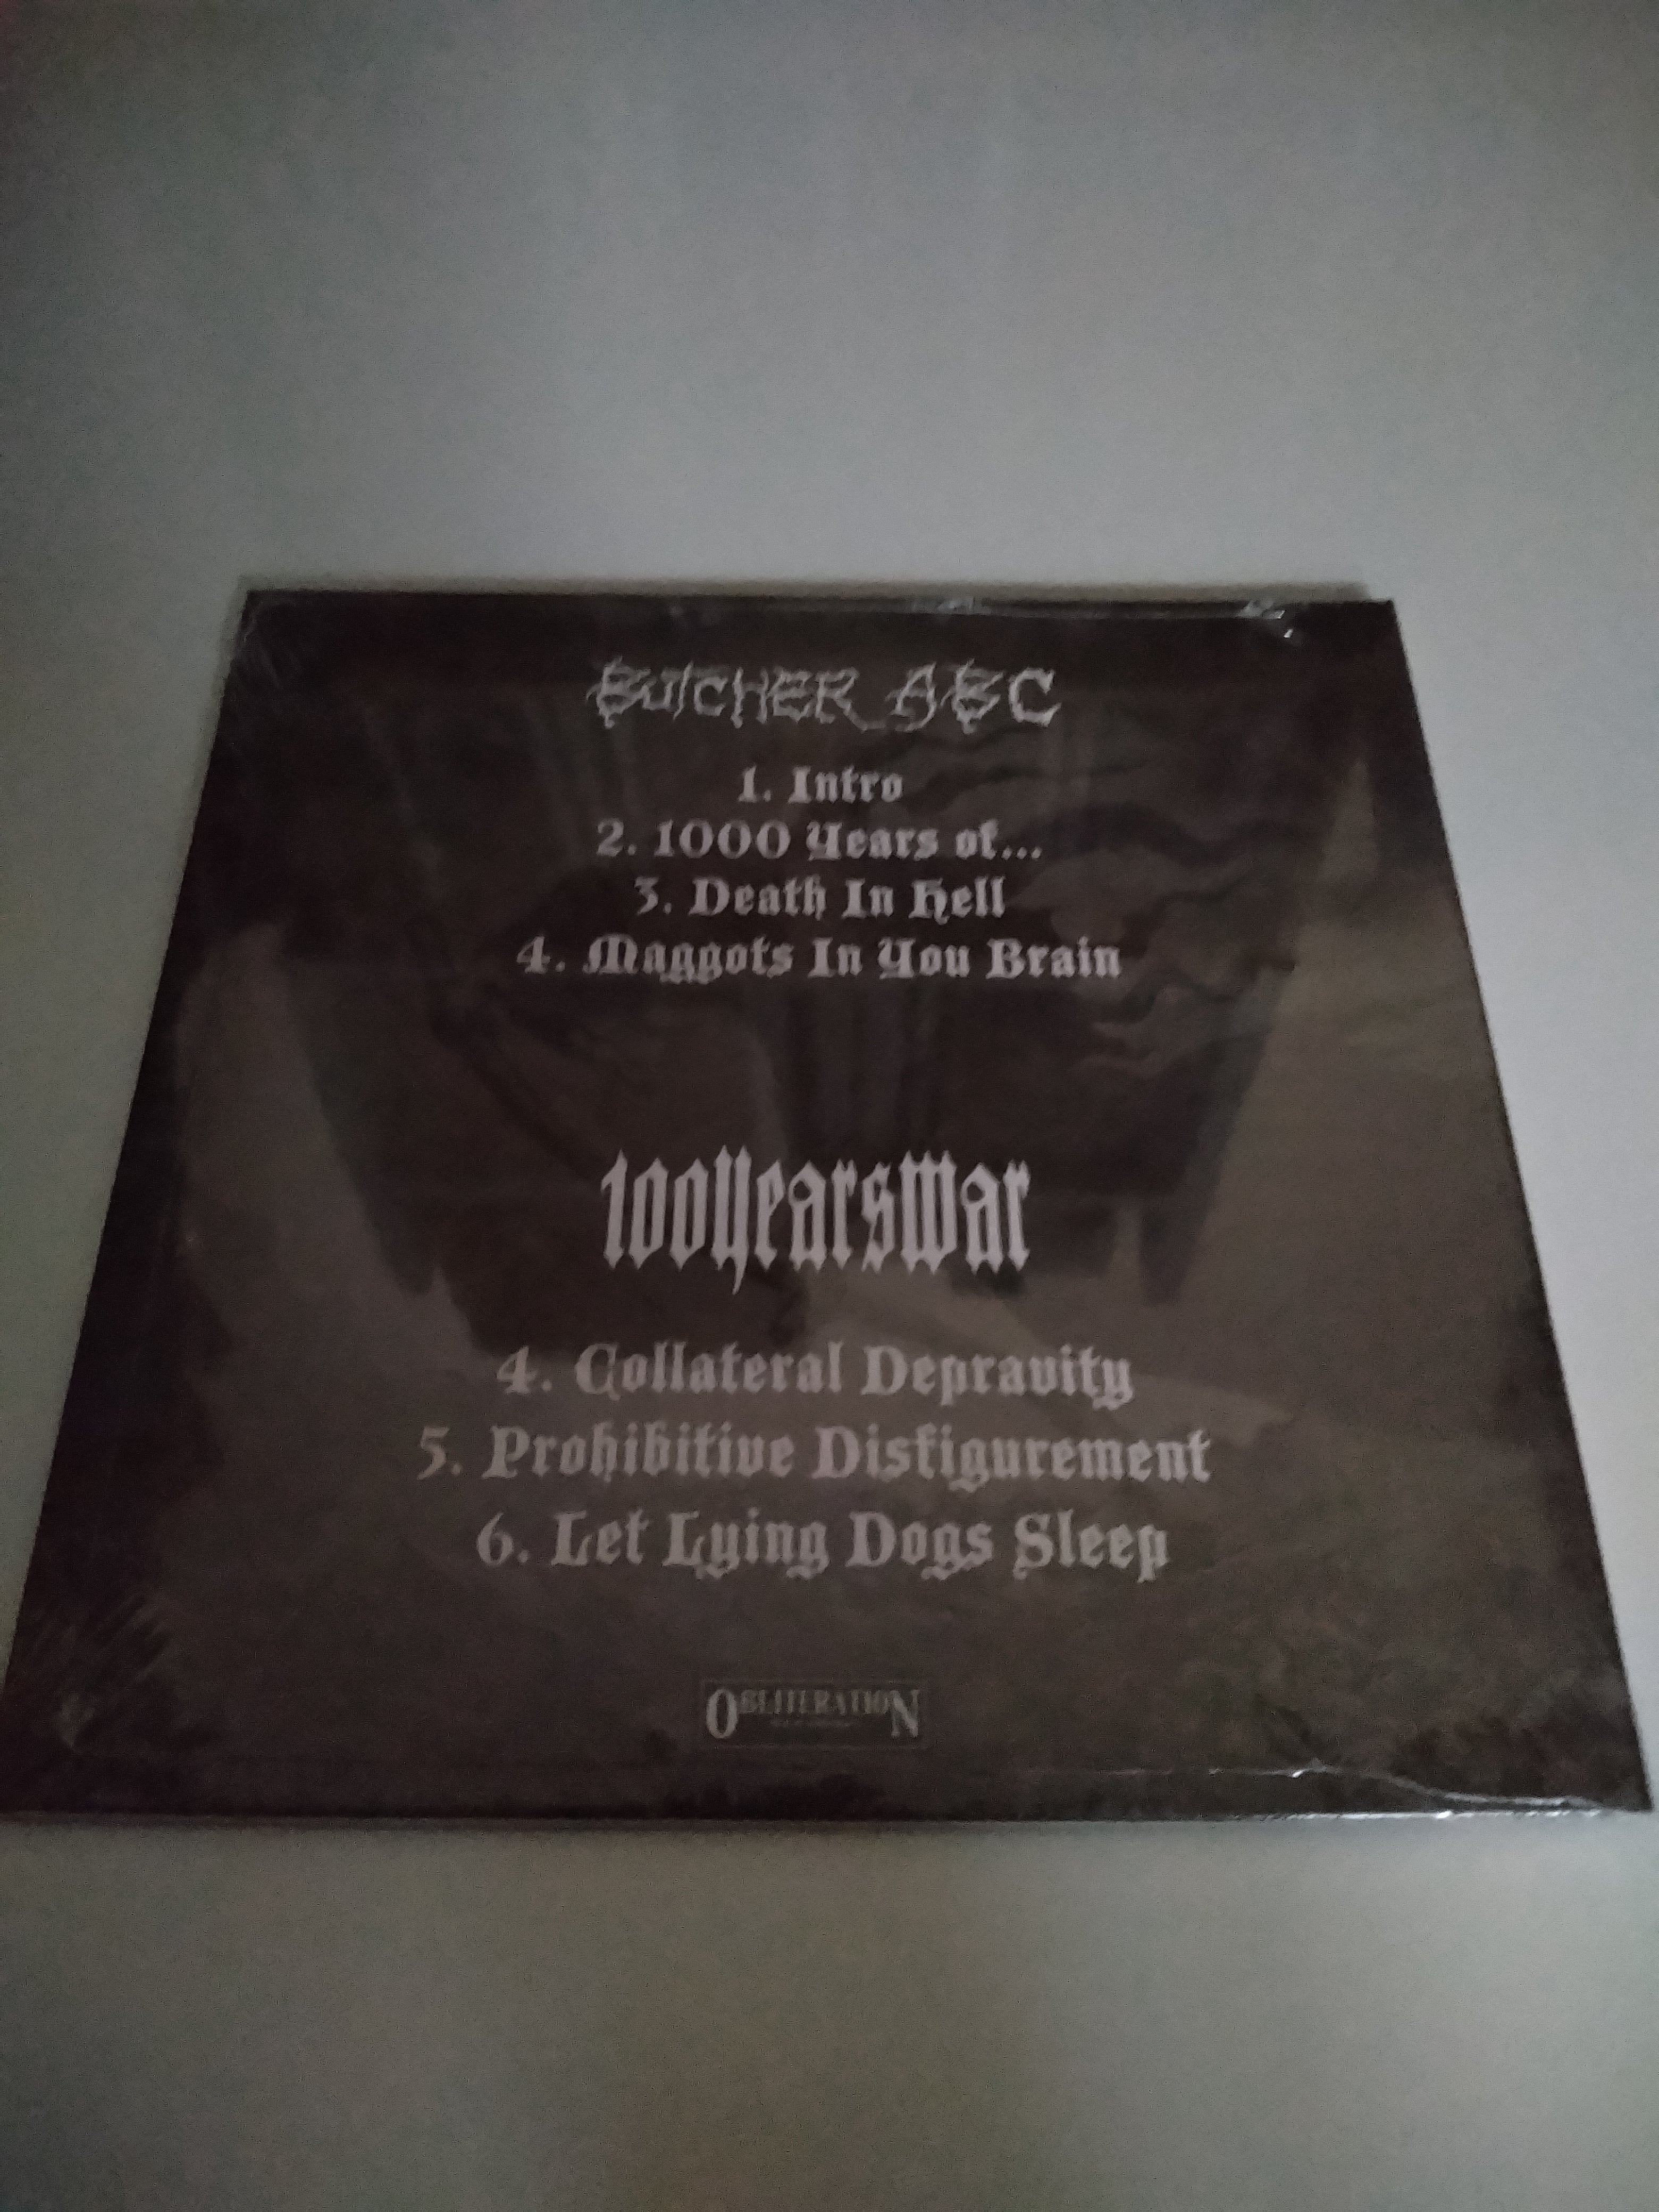 BUTCHER ABC
1. Intro
2. 1000 Years of...
3. Death In Hell
4. Maggots In You Brain
100YearsWar
4. Collateral Depravity
5. Prohibitive Disfigurement
6. Let Lying Dogs Sleep
OBLITERATION